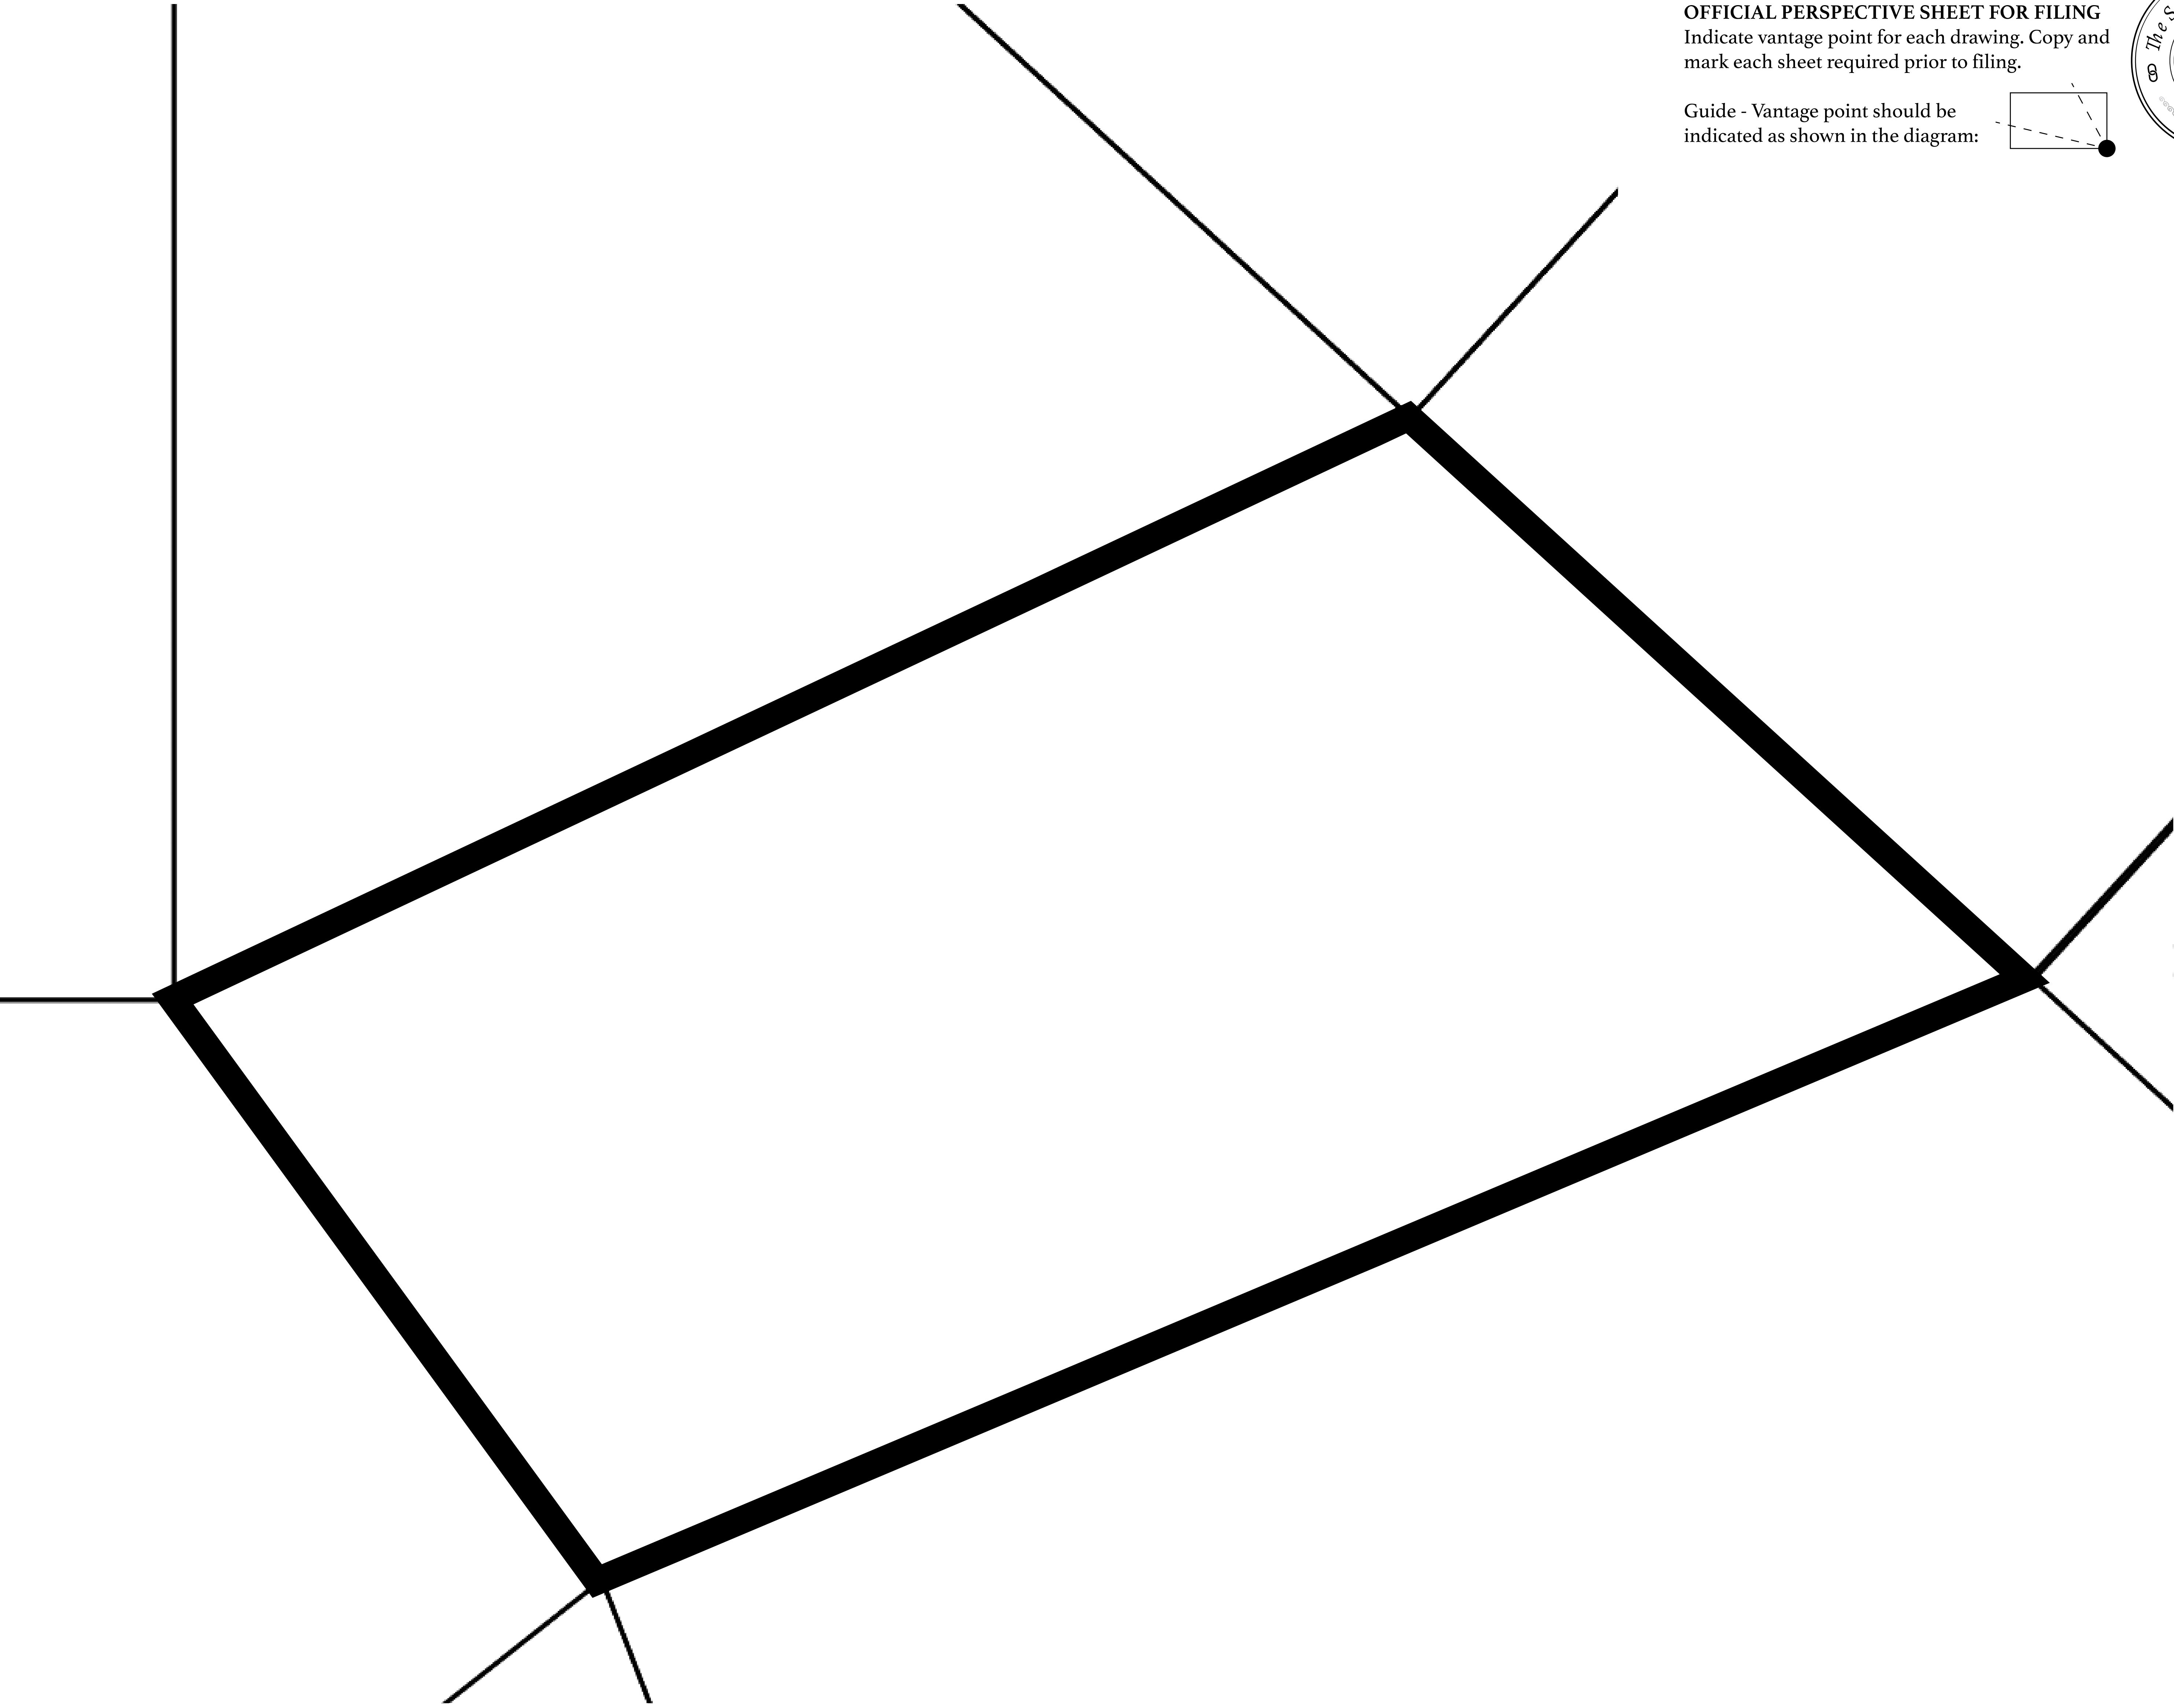 OFFICIAL PERSPECTIVE SHEET FOR FILING
Indicate vantage point for each drawing. Copy and
mark each sheet required prior to filing.
Guide - Vantage point should be
indicated as shown in the diagram:
The